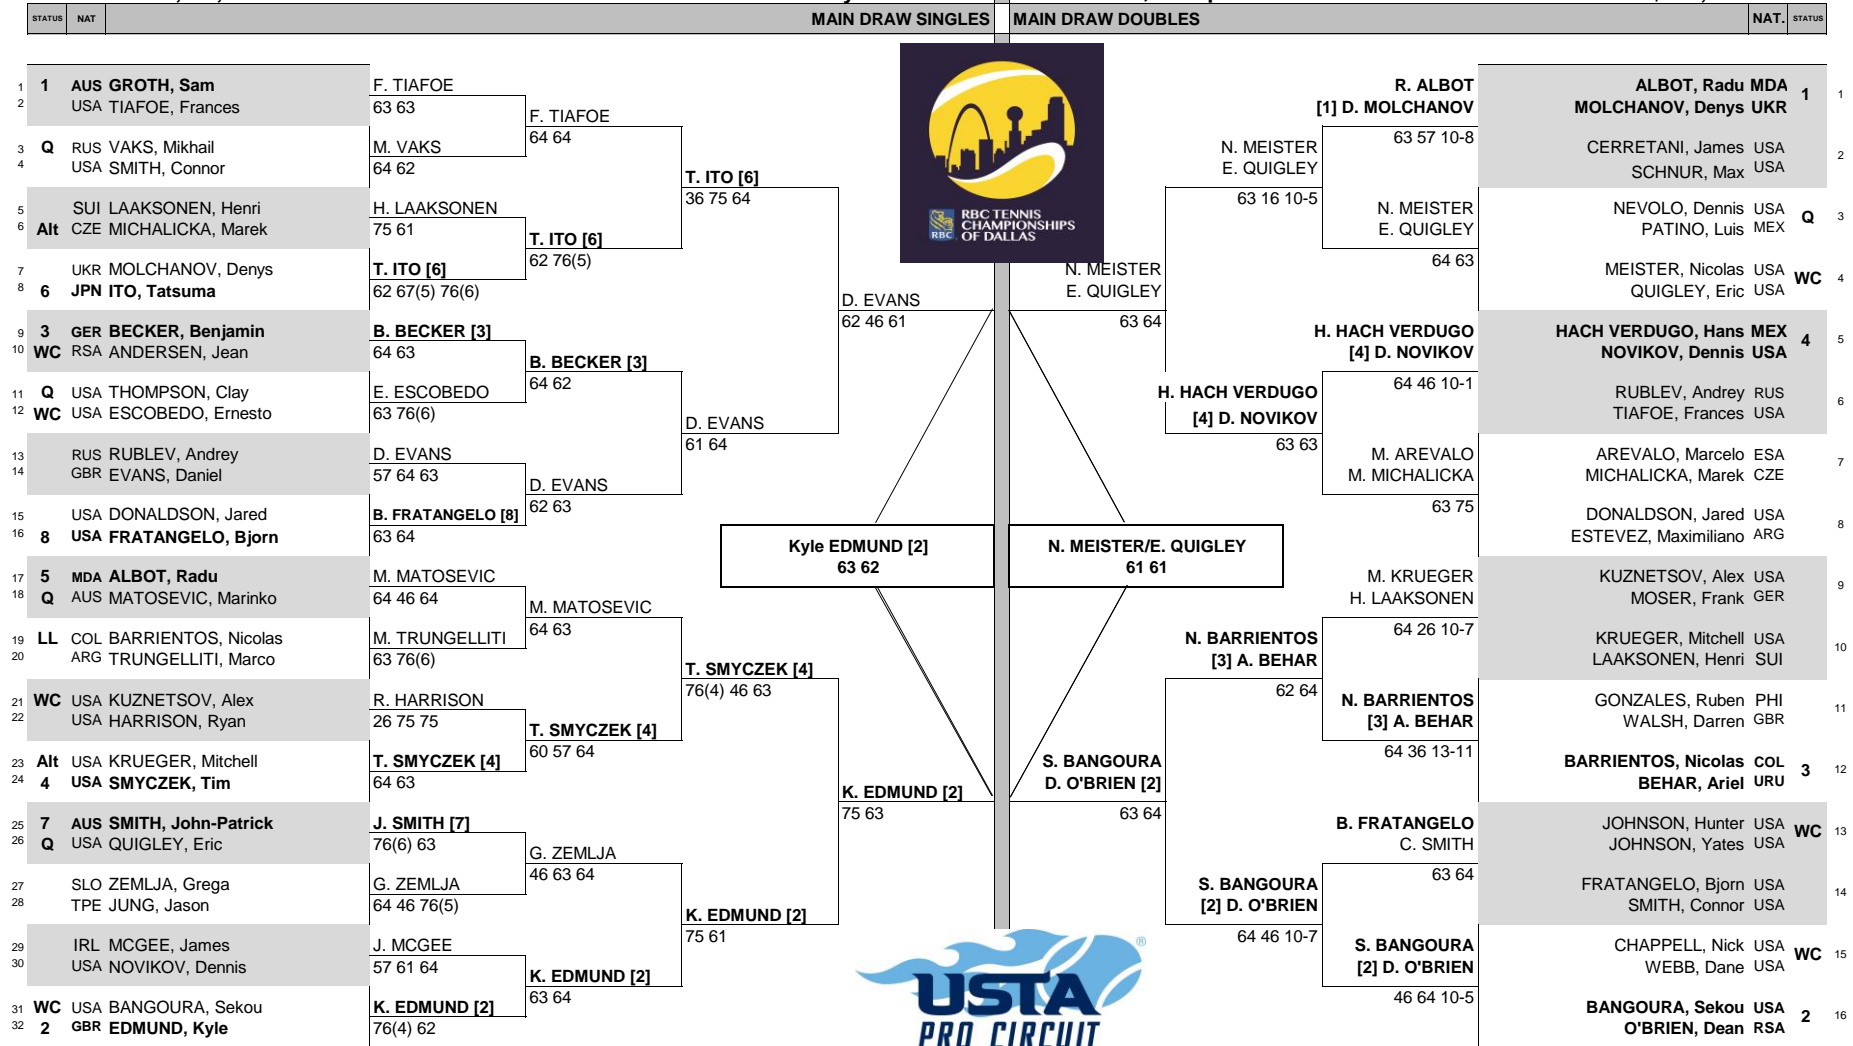 STATUS NAT MAIN DRAW SINGLES MAIN DRAW DOUBLES NAT. STATUS
1 1 AUS GROTH, Sam
2 USA TIAFOE, Frances
3 Q RUS VAKS, Mikhail
4 USA SMITH, Connor
5 SUI LAAKSONEN, Henri
6 Alt CZE MICHALICKA, Marek
7 UKR MOLCHANOV, Denys
8 6 JPN ITO, Tatsuma
9 3 GER BECKER, Benjamin
10 WC RSA ANDERSEN, Jean
11 Q USA THOMPSON, Clay
12 WC USA ESCOBEDO, Ernesto
13 RUS RUBLEV, Andrey
14 GBR EVANS, Daniel
15 USA DONALDSON, Jared
16 8 USA FRATANGELO, Bjorn
17 5 MDA ALBOT, Radu
18 Q AUS MATOSEVIC, Marinko
19 LL COL BARRIENTOS, Nicolas
20 ARG TRUNGELLITI, Marco
21 WC USA KUZNETSOV, Alex
22 USA HARRISON, Ryan
23 Alt USA KRUEGER, Mitchell
24 4 USA SMYCZEK, Tim
25 7 AUS SMITH, John-Patrick
26 Q USA QUIGLEY, Eric
27 SLO ZEMLJA, Grega
28 TPE JUNG, Jason
29 IRL MCGEE, James
30 USA NOVIKOV, Dennis
31 WC USA BANGOURA, Sekou
32 2 GBR EDMUND, Kyle
F. TIAFOE
63 63
M. VAKS
64 62
H. LAAKSONEN
75 61
T. ITO [6]
62 67(5) 76(6)
B. BECKER [3]
64 63
E. ESCOBEDO
63 76(6)
D. EVANS
57 64 63
B. FRATANGELO [8]
63 64
M. MATOSEVIC
64 46 64
M. TRUNGELLITI
63 76(6)
R. HARRISON
26 75 75
T. SMYCZEK [4]
64 63
J. SMITH [7]
76(6) 63
G. ZEMLJA
64 46 76(5)
J. MCGEE
57 61 64
K. EDMUND [2]
76(4) 62
F. TIAFOE
64 64
T. ITO [6]
62 76(5)
B. BECKER [3]
64 62
D. EVANS
62 63
M. MATOSEVIC
64 63
T. SMYCZEK [4]
60 57 64
G. ZEMLJA
46 63 64
K. EDMUND [2]
63 64
T. ITO [6]
36 75 64
D. EVANS
61 64
T. SMYCZEK [4]
76(4) 46 63
K. EDMUND [2]
75 61
D. EVANS
62 46 61
K. EDMUND [2]
75 63
Kyle EDMUND [2]
63 62
RBC
RBC TENNIS
CHAMPIONSHIPS
OF DALLAS
N. MEISTER/E. QUIGLEY
61 61
N. MEISTER
E. QUIGLEY
63 64
S. BANGOURA
D. O'BRIEN [2]
63 64
N. MEISTER
E. QUIGLEY
63 16 10-5
H. HACH VERDUGO
[4] D. NOVIKOV
63 63
N. BARRIENTOS
[3] A. BEHAR
62 64
S. BANGOURA
[2] D. O'BRIEN
64 46 10-7
R. ALBOT
[1] D. MOLCHANOV
63 57 10-8
N. MEISTER
E. QUIGLEY
64 63
H. HACH VERDUGO
[4] D. NOVIKOV
64 46 10-1
M. AREVALO
M. MICHALICKA
63 75
M. KRUEGER
H. LAAKSONEN
64 26 10-7
N. BARRIENTOS
[3] A. BEHAR
64 36 13-11
B. FRATANGELO
C. SMITH
63 64
S. BANGOURA
[2] D. O'BRIEN
46 64 10-5
ALBOT, Radu MDA 1 1
MOLCHANOV, Denys UKR
CERRETANI, James USA 2
SCHNUR, Max USA
NEVOLO, Dennis USA Q 3
PATINO, Luis MEX
MEISTER, Nicolas USA WC 4
QUIGLEY, Eric USA
HACH VERDUGO, Hans MEX 4 5
NOVIKOV, Dennis USA
RUBLEV, Andrey RUS 6
TIAFOE, Frances USA
AREVALO, Marcelo ESA 7
MICHALICKA, Marek CZE
DONALDSON, Jared USA 8
ESTEVEZ, Maximiliano ARG
KUZNETSOV, Alex USA 9
MOSER, Frank GER
KRUEGER, Mitchell USA 10
LAAKSONEN, Henri SUI
GONZALES, Ruben PHI 11
WALSH, Darren GBR
BARRIENTOS, Nicolas COL 3 12
BEHAR, Ariel URU
JOHNSON, Hunter USA WC 13
JOHNSON, Yates USA
FRATANGELO, Bjorn USA 14
SMITH, Connor USA
CHAPPELL, Nick USA WC 15
WEBB, Dane USA
BANGOURA, Sekou USA 2 16
O'BRIEN, Dean RSA
USTA ®
PRO CIRCUIT